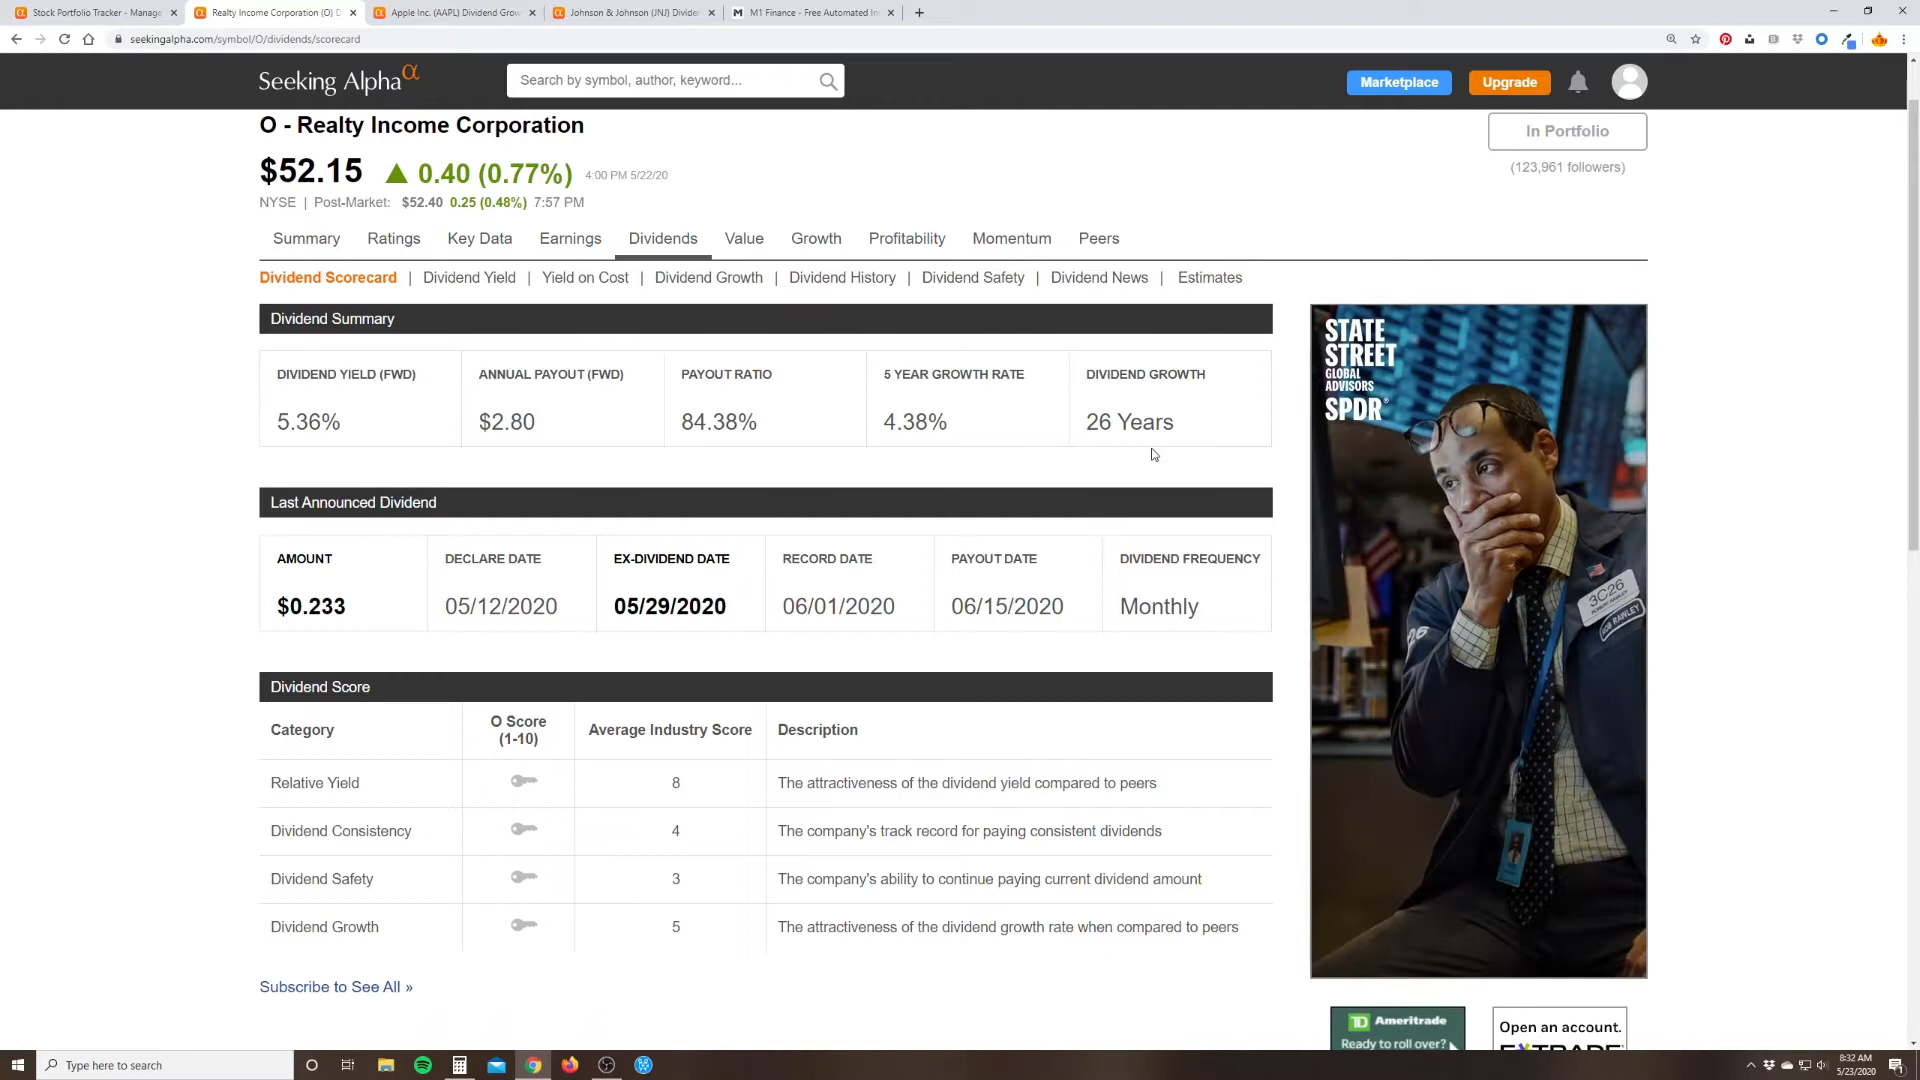 Stock Portfolio Tracker - Manage
Realty Income Corporation (O) D
Apple Inc. (AAPL) Dividend Grow
Johnson & Johnson (JNJ) Divide
M1 Finance - Free Automated In
seekingalpha.com/symbol/O/dividends/scorecard
Seeking Alpha α
Search by symbol, author, keyword...
Marketplace
Upgrade
O - Realty Income Corporation
In Portfolio
$52.15 ▲ 0.40 (0.77%) 4:00 PM 5/22/20
(123,961 followers)
NYSE | Post-Market: $52.40 0.25 (0.48%) 7:57 PM
Summary Ratings Key Data Earnings Dividends Value Growth Profitability Momentum Peers
Dividend Scorecard | Dividend Yield | Yield on Cost | Dividend Growth | Dividend History | Dividend Safety | Dividend News | Estimates
Dividend Summary
DIVIDEND YIELD (FWD) ANNUAL PAYOUT (FWD) PAYOUT RATIO 5 YEAR GROWTH RATE DIVIDEND GROWTH
5.36% $2.80 84.38% 4.38% 26 Years
Last Announced Dividend
AMOUNT DECLARE DATE EX-DIVIDEND DATE RECORD DATE PAYOUT DATE DIVIDEND FREQUENCY
$0.233 05/12/2020 05/29/2020 06/01/2020 06/15/2020 Monthly
Dividend Score
Category O Score (1-10) Average Industry Score Description
Relative Yield 8 The attractiveness of the dividend yield compared to peers
Dividend Consistency 4 The company's track record for paying consistent dividends
Dividend Safety 3 The company's ability to continue paying current dividend amount
Dividend Growth 5 The attractiveness of the dividend growth rate when compared to peers
Subscribe to See All »
STATE
STREET
GLOBAL
ADVISORS
SPDR®
3C26
ROB RAWLEY
TD Ameritrade
Ready to roll over?
Open an account.
E*TRADE
Type here to search
8:32 AM
5/23/2020